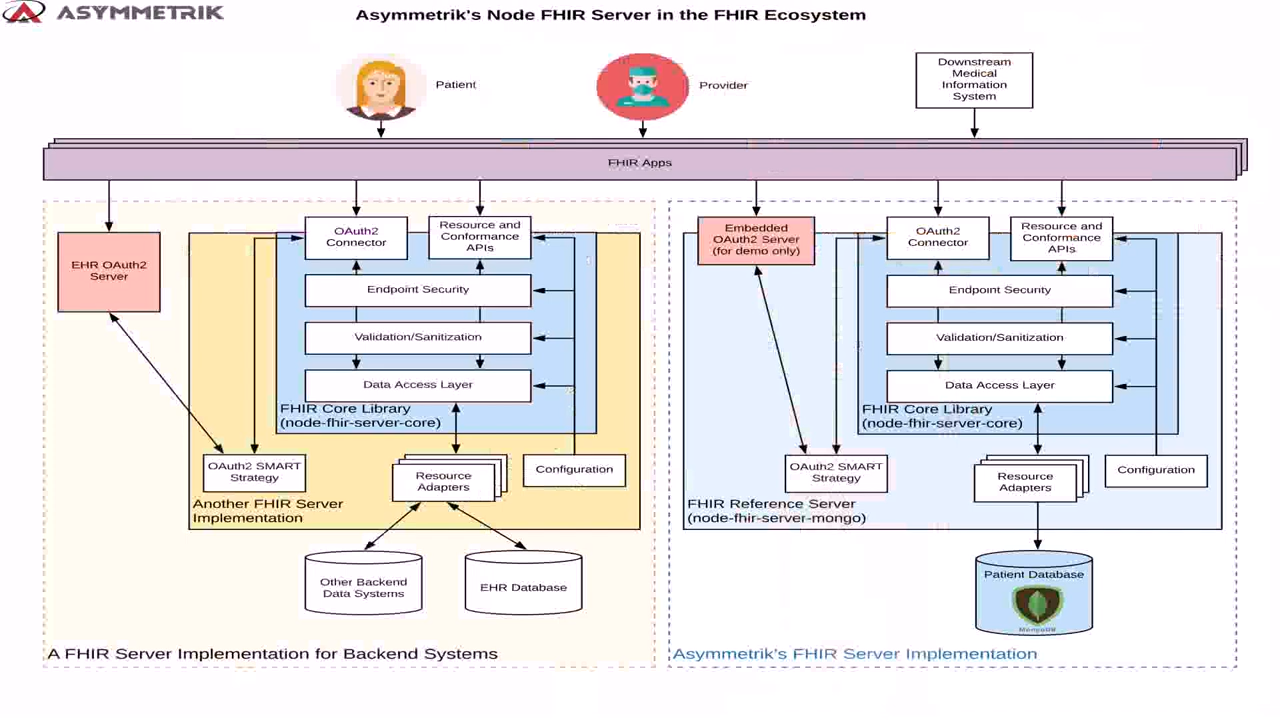 ASYMMETRIK
Asymmetrik's Node FHIR Server in the FHIR Ecosystem
Patient
Provider
Downstream
Medical
Information
System
FHIR Apps
EHR OAuth2
Server
OAuth2
Connector
Resource and
Conformance
APIs
Endpoint Security
Validation/Sanitization
Data Access Layer
FHIR Core Library
(node-fhir-server-core)
OAuth2 SMART
Strategy
Resource
Adapters
Configuration
Another FHIR Server
Implementation
Other Backend
Data Systems
EHR Database
A FHIR Server Implementation for Backend Systems
Embedded
OAuth2 Server
(for demo only)
OAuth2
Connector
Resource and
Conformance
APIs
Endpoint Security
Validation/Sanitization
Data Access Layer
FHIR Core Library
(node-fhir-server-core)
OAuth2 SMART
Strategy
Resource
Adapters
Configuration
FHIR Reference Server
(node-fhir-server-mongo)
Patient Database
MongoDB
Asymmetrik's FHIR Server Implementation